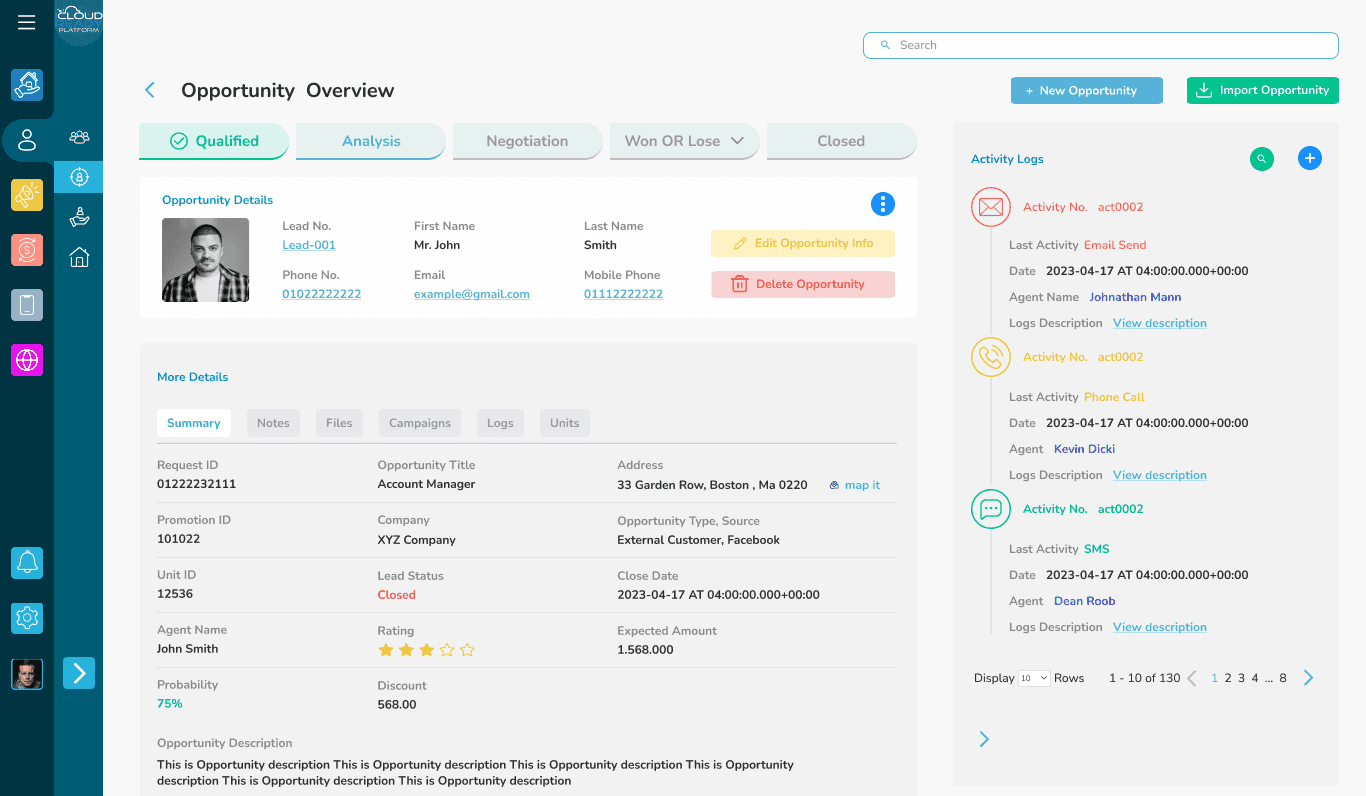 CLOUD
READY
PLATFORM
Search
Opportunity Overview
+ New Opportunity
Import Opportunity
Qualified
Analysis
Negotiation
Won OR Lose
Closed
Opportunity Details
Lead No.
First Name
Last Name
Lead-001
Mr. John
Smith
Edit Opportunity Info
Phone No.
Email
Mobile Phone
01022222222
example@gmail.com
01112222222
Delete Opportunity
More Details
Summary
Notes
Files
Campaigns
Logs
Units
Request ID
Opportunity Title
Address
01222232111
Account Manager
33 Garden Row, Boston , Ma 0220
map it
Promotion ID
Company
Opportunity Type, Source
101022
XYZ Company
External Customer, Facebook
Unit ID
Lead Status
Close Date
12536
Closed
2023-04-17 AT 04:00:00.000+00:00
Agent Name
Rating
Expected Amount
John Smith
1.568.000
Probability
Discount
75%
568.00
Opportunity Description
This is Opportunity description This is Opportunity description This is Opportunity description This is Opportunity
description This is Opportunity description This is Opportunity description
Activity Logs
Activity No. act0002
Last Activity Email Send
Date 2023-04-17 AT 04:00:00.000+00:00
Agent Name Johnathan Mann
Logs Description View description
Activity No. act0002
Last Activity Phone Call
Date 2023-04-17 AT 04:00:00.000+00:00
Agent Kevin Dicki
Logs Description View description
Activity No. act0002
Last Activity SMS
Date 2023-04-17 AT 04:00:00.000+00:00
Agent Dean Roob
Logs Description View description
Display 10 Rows 1 - 10 of 130 1 2 3 4 ... 8